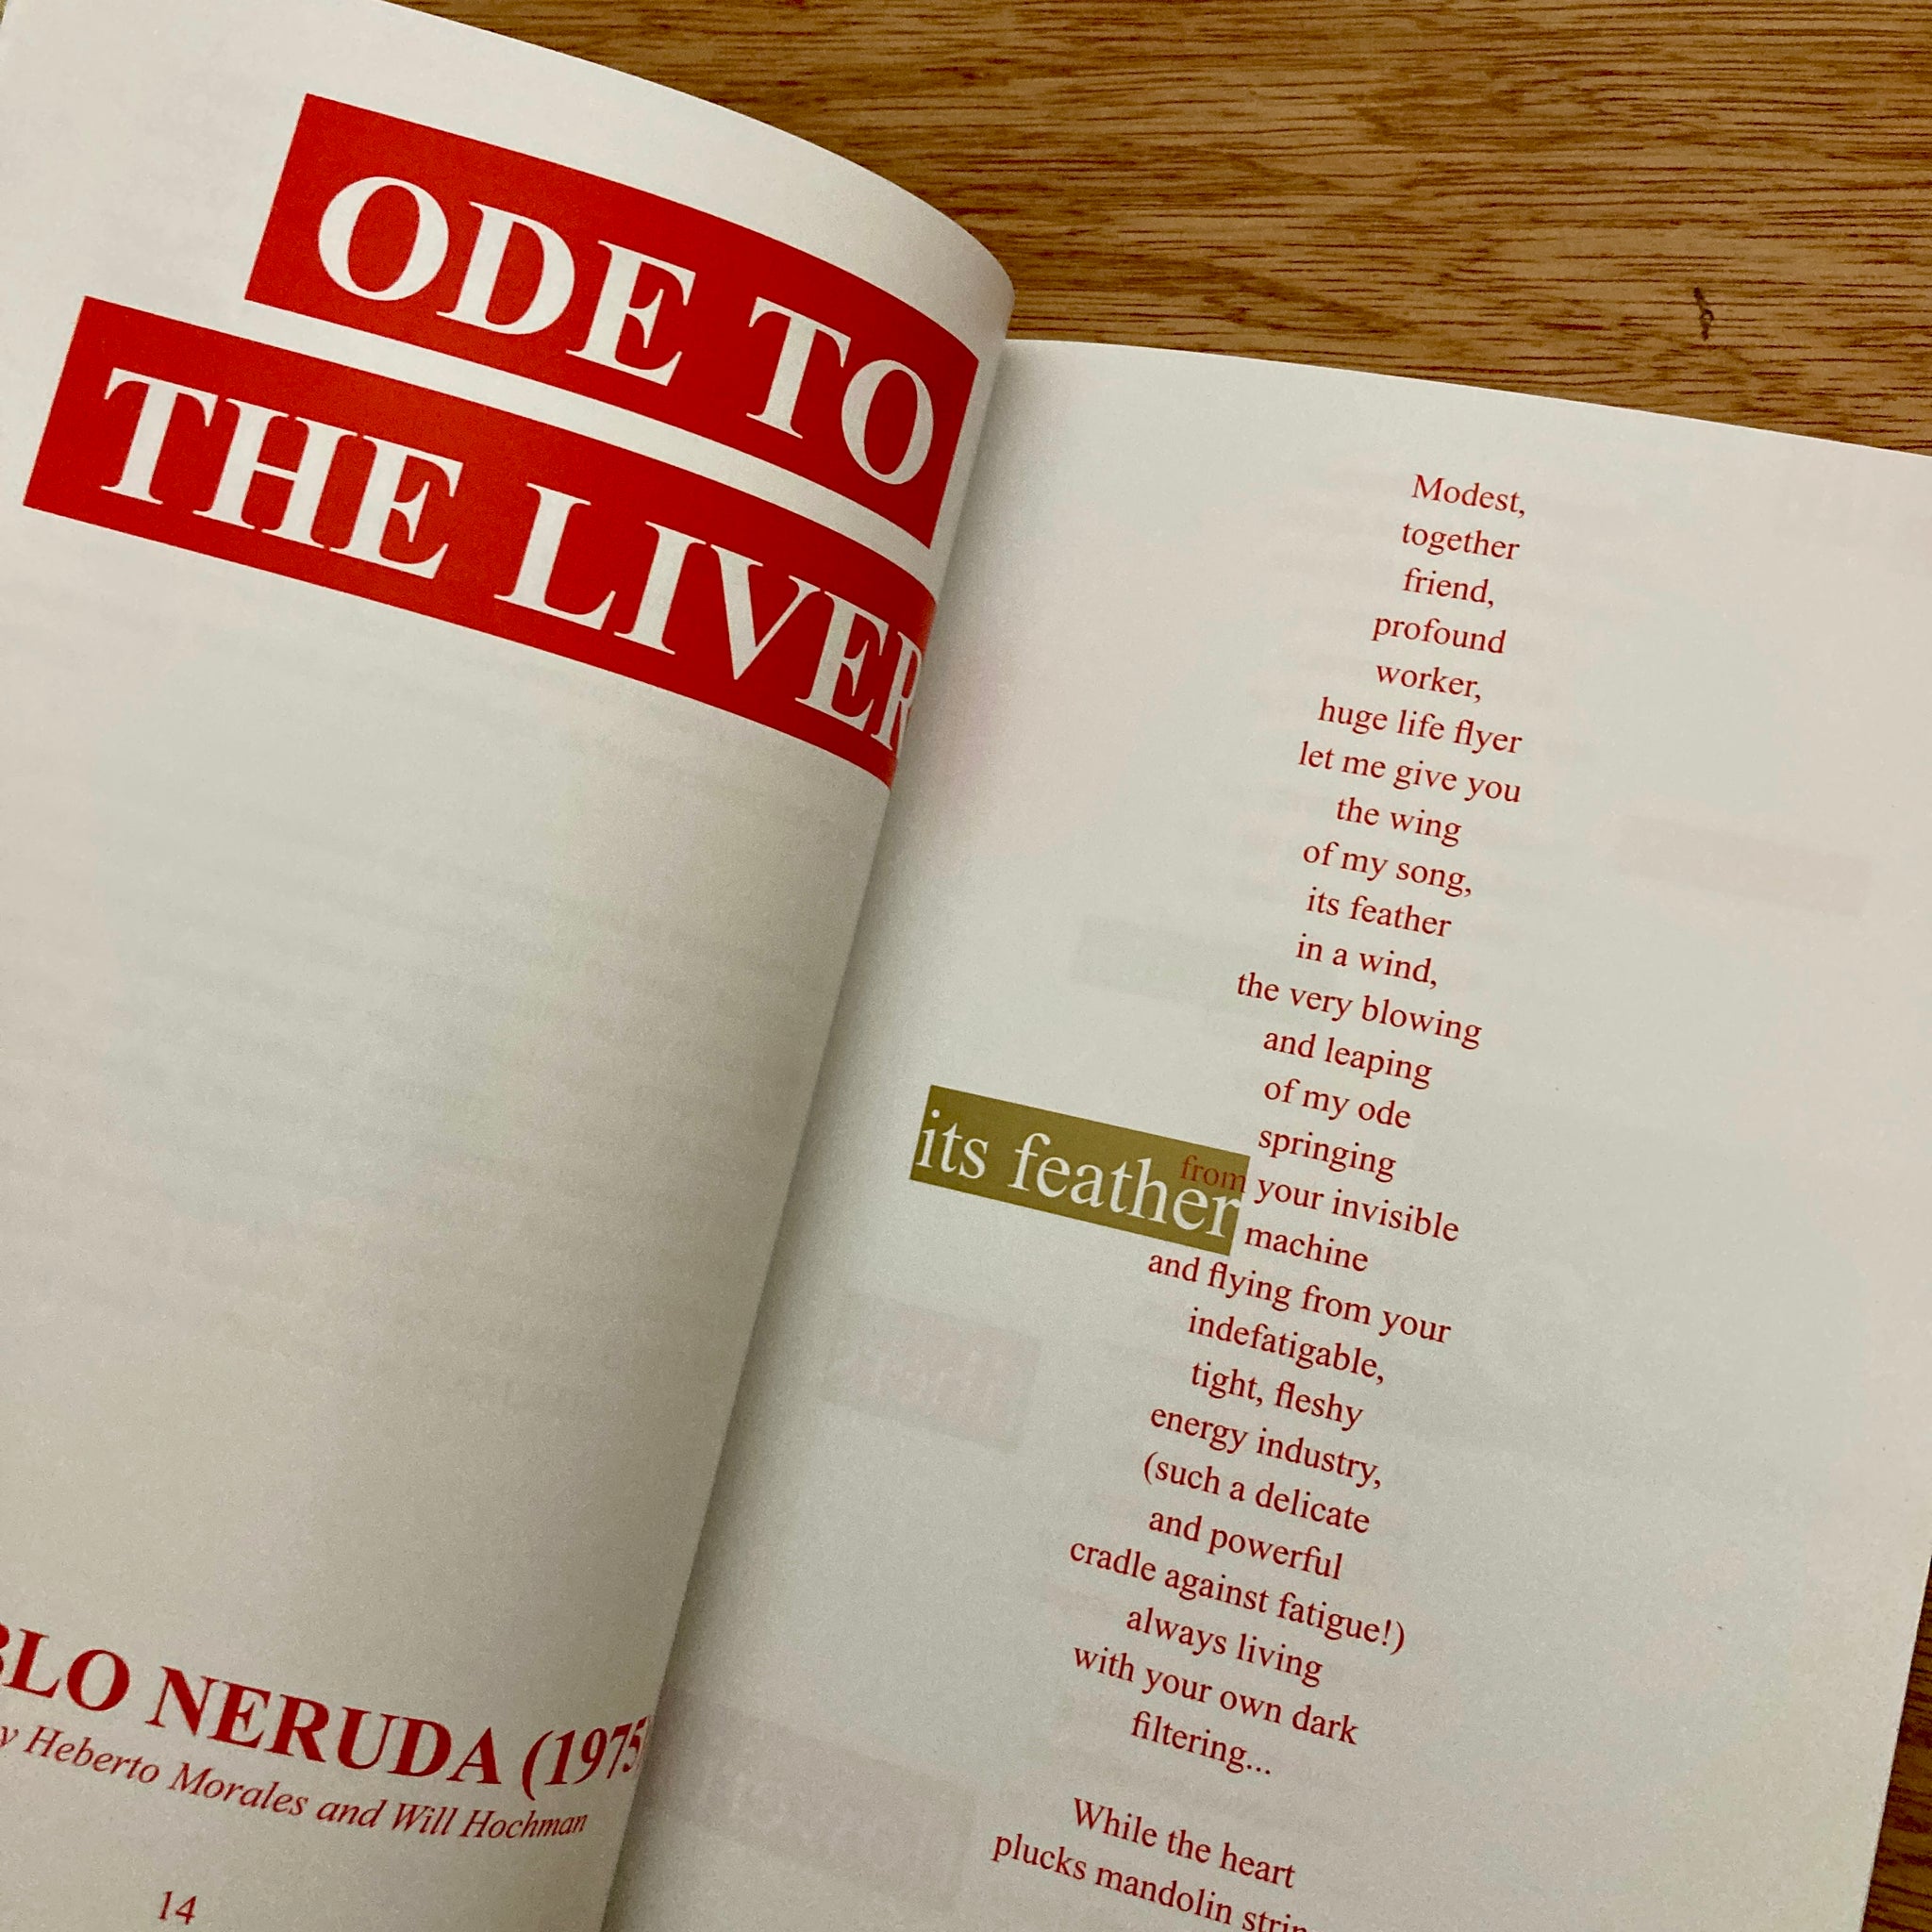 ODE TO
THE LIVER
BLO NERUDA (1975
y Heberto Morales and Will Hochman
14
Modest,
together
friend,
profound
worker,
huge life flyer
let me give you
the wing
of my song,
its feather
in a wind,
the very blowing
and leaping
of my ode
springing
from your invisible
machine
its feather
and flying from your
indefatigable,
tight, fleshy
energy industry,
(such a delicate
and powerful
cradle against fatigue!)
always living
with your own dark
filtering...
While the heart
plucks mandolin strin